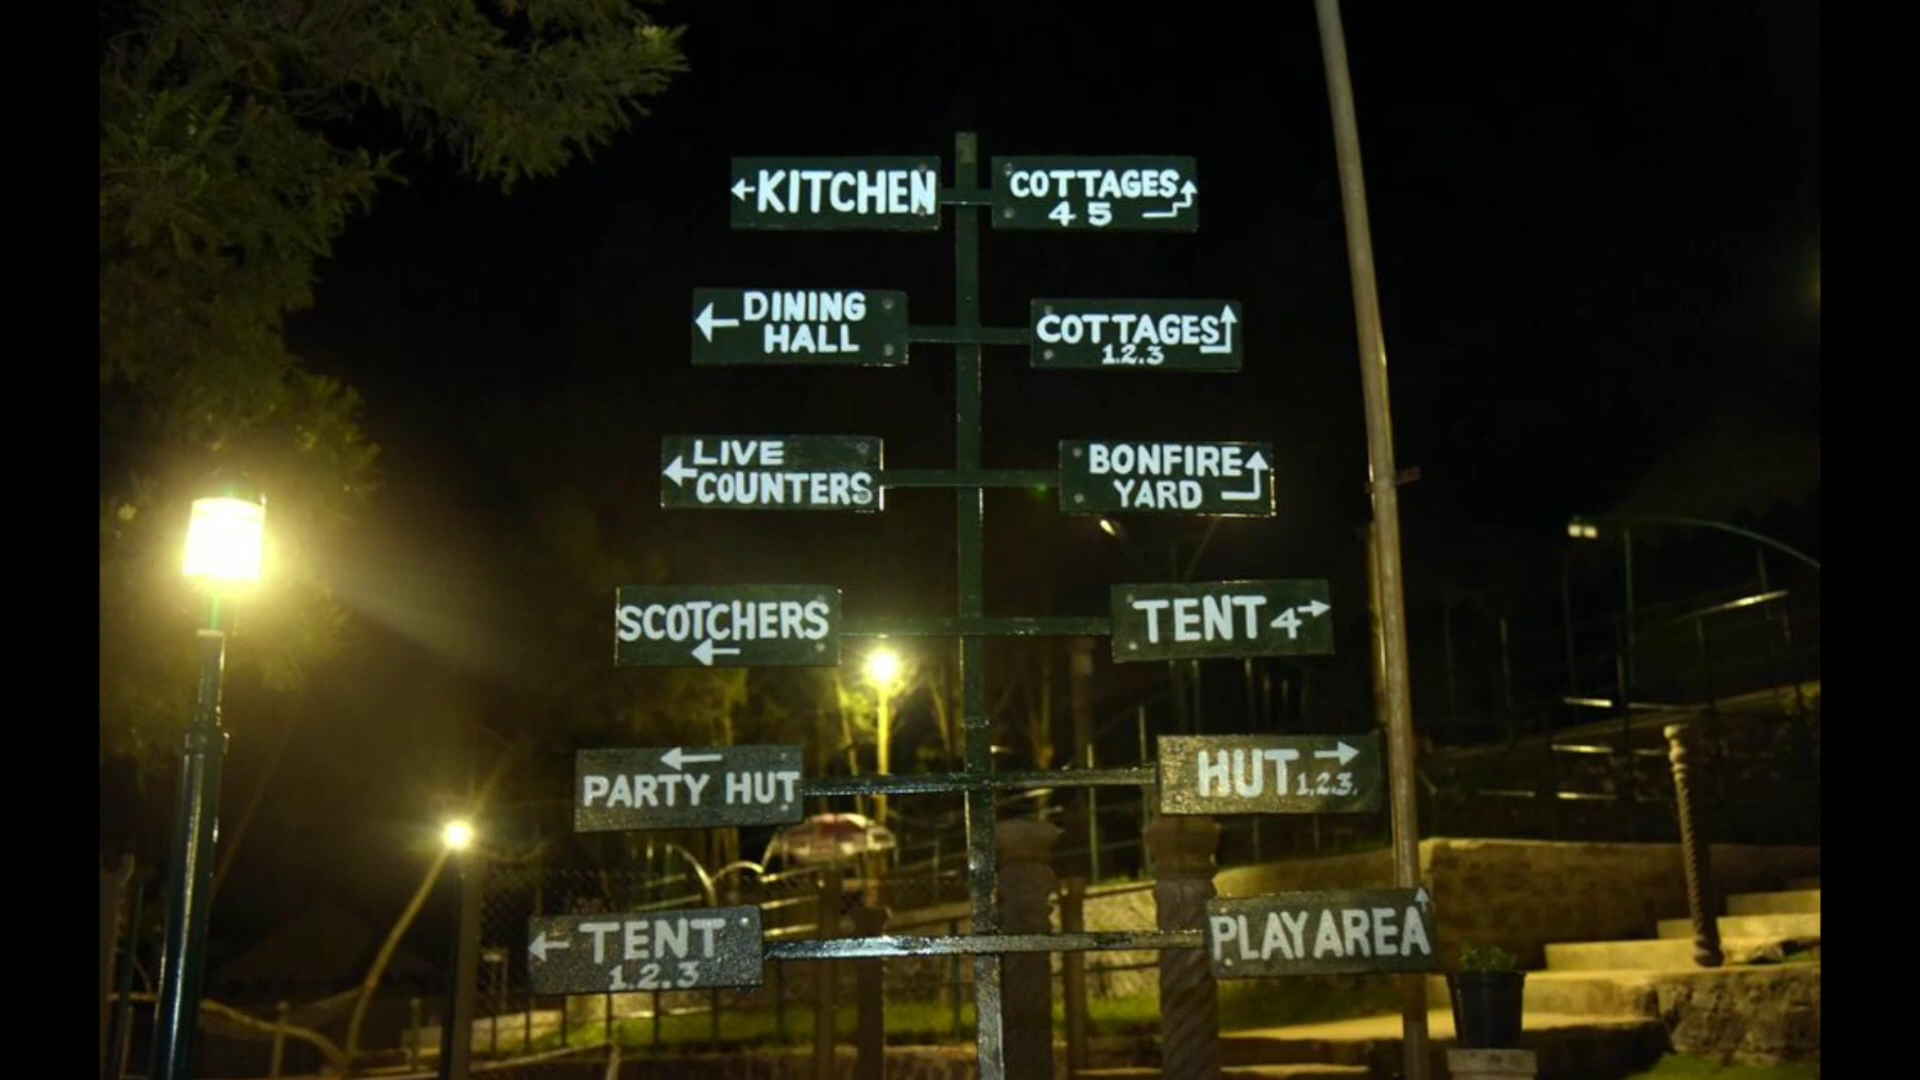 ←KITCHEN
COTTAGES
4 5
DINING
HALL
COTTAGES
1.2.3
LIVE
COUNTERS
BONFIRE
YARD
SCOTCHERS
TENT 4→
PARTY HUT
HUT 1.2.3.
←TENT
1.2.3
PLAY AREA